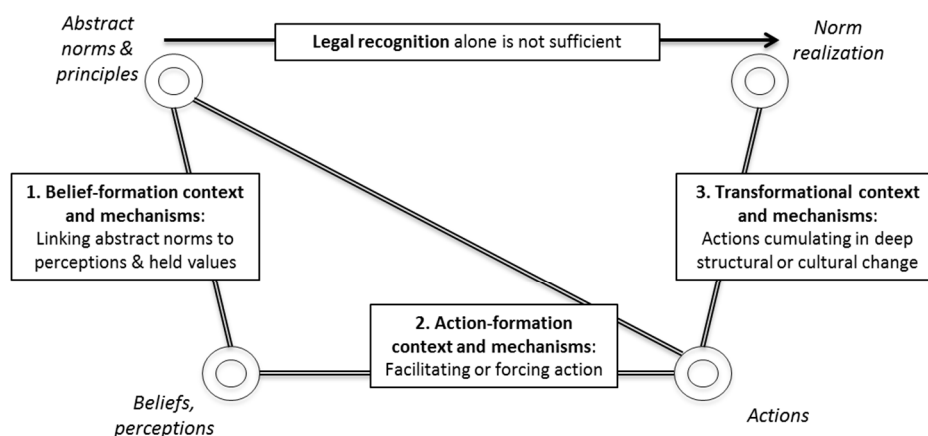 Abstract
norms &
principles
Legal recognition alone is not sufficient
Norm
realization
1. Belief-formation context
and mechanisms:
Linking abstract norms to
perceptions & held values
3. Transformational context
and mechanisms:
Actions cumulating in deep
structural or cultural change
2. Action-formation
context and mechanisms:
Facilitating or forcing action
Beliefs,
perceptions
Actions